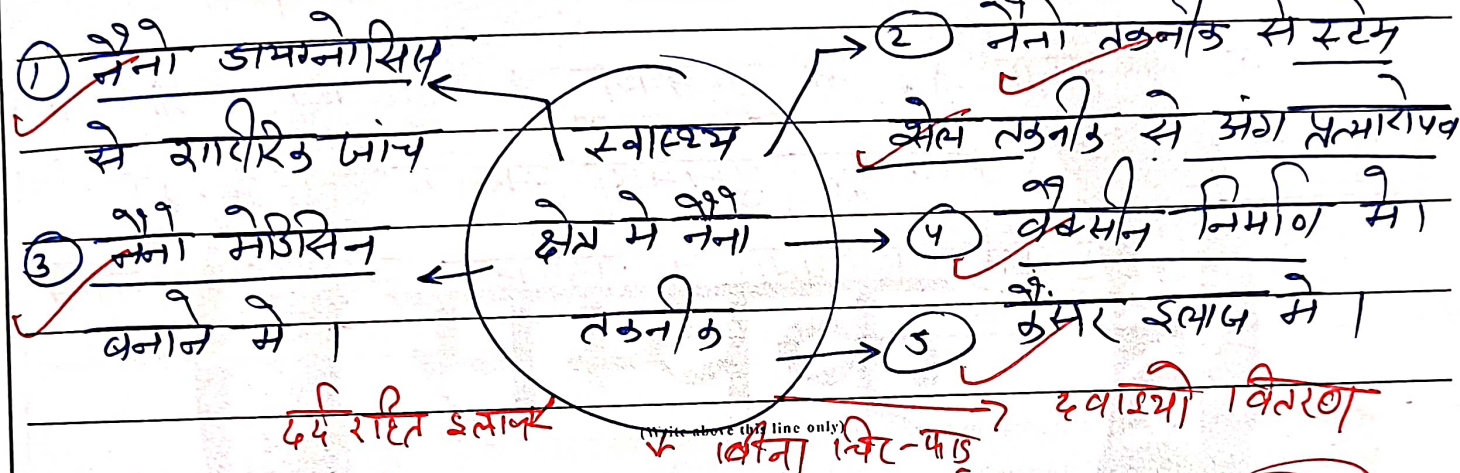 ① नैनो डायग्नोसिस
से शारीरिक जांच
② नैनो तकनीक से स्टेम
सेल तकनीक से अंग प्रत्यारोपण
स्वास्थ्य
क्षेत्र मे नैनो
तकनीक
③ नैनो मेडिसिन
बनाने मे ।
④ वैक्सीन निर्माण मे।
⑤ कैंसर इलाज मे ।
दर्द रहित इलाज
(Write above this line only)
बिना चिर-फाड़
दवाइयो वितरण